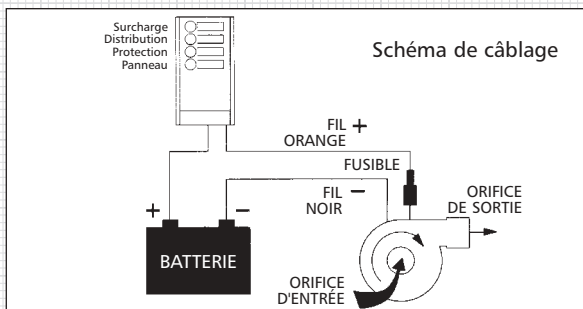 Surcharge
Distribution
Protection
Panneau
Schéma de câblage
FIL +
ORANGE
FUSIBLE
FIL −
NOIR
ORIFICE
DE SORTIE
+ −
BATTERIE
ORIFICE
D'ENTRÉE